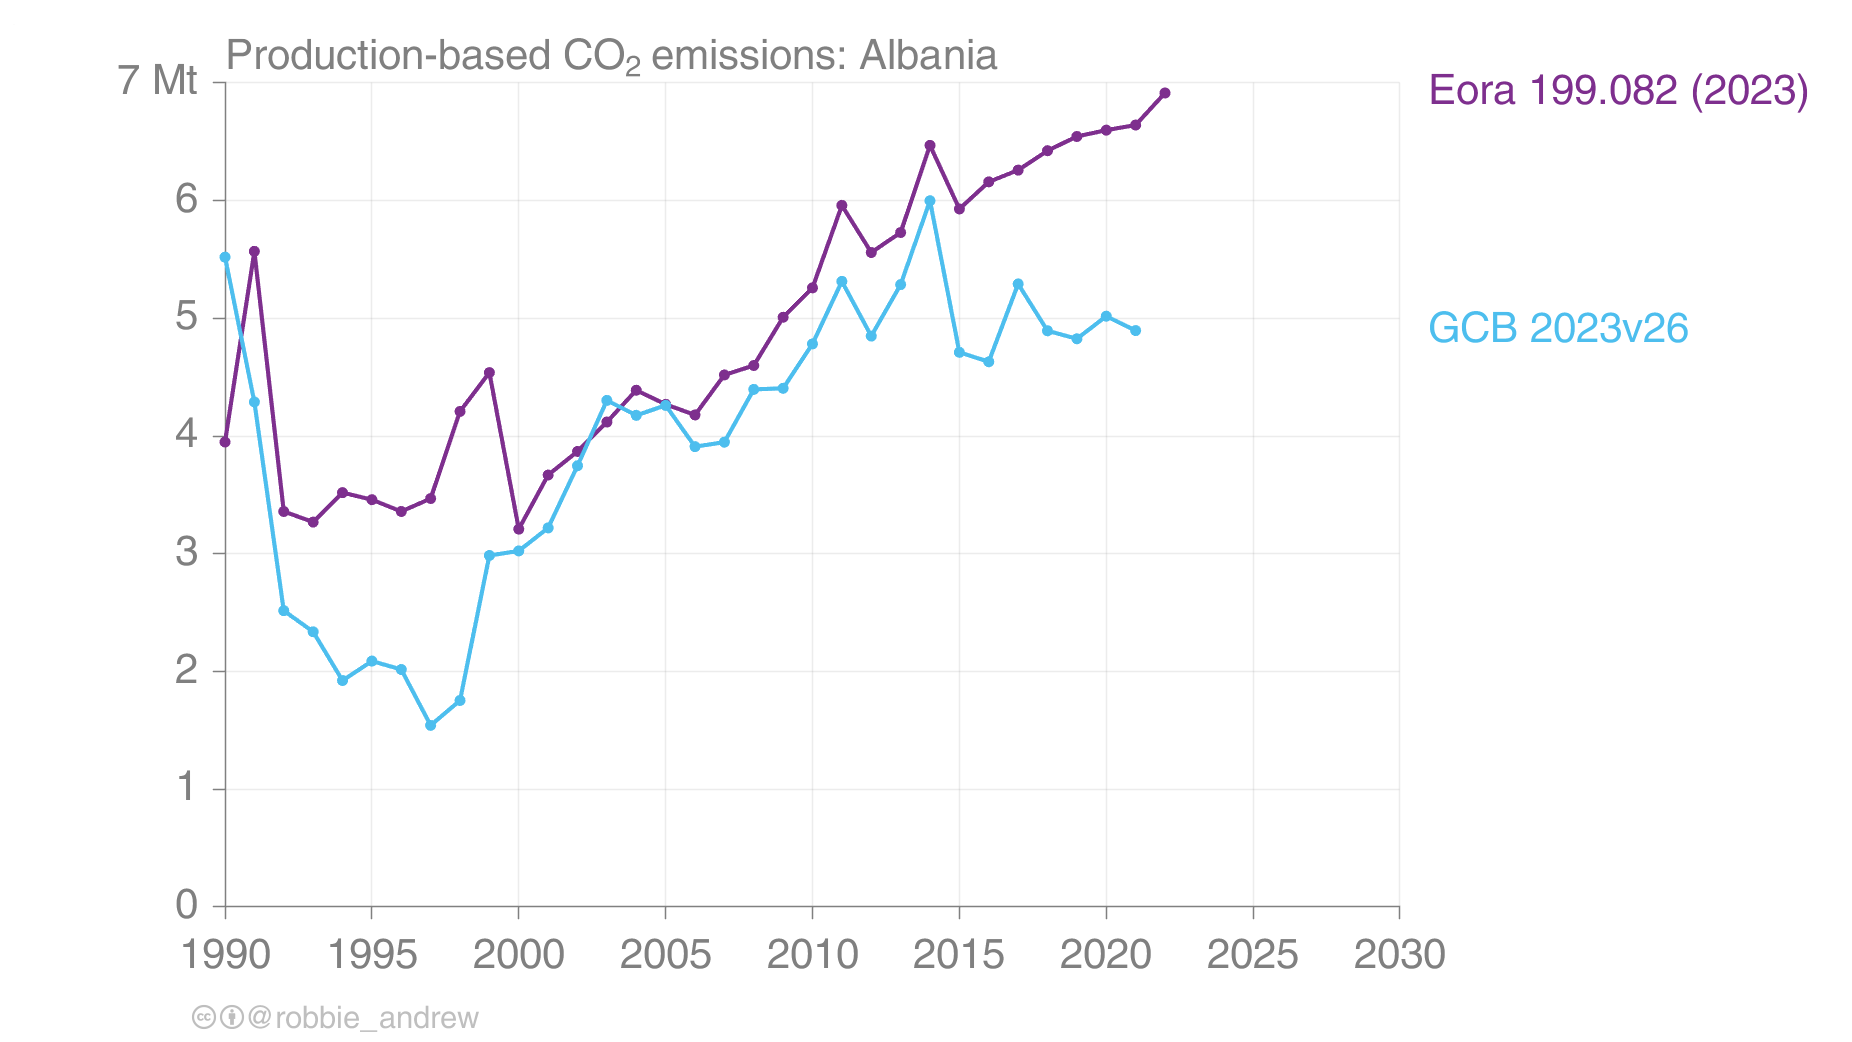 Production-based CO₂ emissions: Albania
7 Mt
6
5
4
3
2
1
0
1990 1995 2000 2005 2010 2015 2020 2025 2030
Eora 199.082 (2023)
GCB 2023v26
cc @robbie_andrew